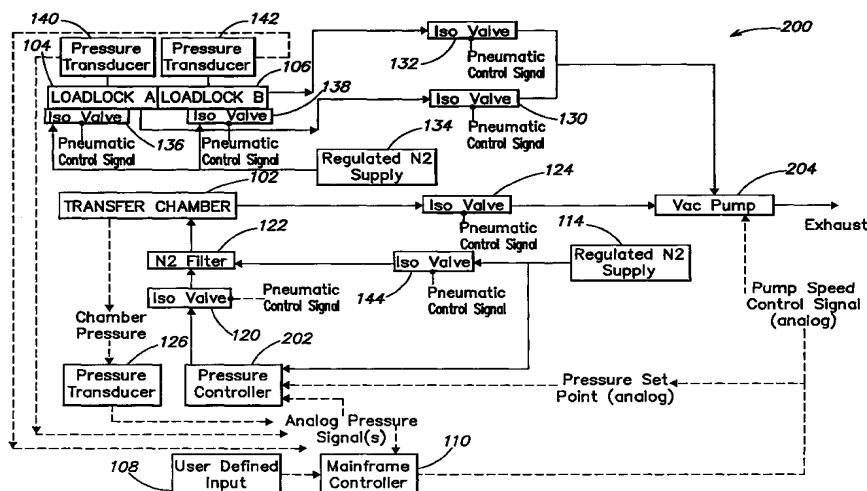 140
142
Pressure
Transducer
Pressure
Transducer
Iso Valve
200
104
106
132
Pneumatic
Control Signal
LOADLOCK A
LOADLOCK B
138
Iso Valve
Iso Valve
Iso Valve
130
136
134
Pneumatic
Control Signal
Pneumatic
Control Signal
Pneumatic
Control Signal
Regulated N2
Supply
102
124
204
TRANSFER CHAMBER
Iso Valve
Vac Pump
122
Pneumatic
Control Signal
114
Exhaust
N2 Filter
Iso Valve
Regulated N2
Supply
Iso Valve
Pneumatic
Control Signal
144
Pneumatic
Control Signal
Pump Speed
Control Signal
(analog)
Chamber
Pressure
120
126
202
Pressure
Transducer
Pressure
Controller
Pressure Set
Point (analog)
Analog Pressure
Signal(s)
110
108
User Defined
Input
Mainframe
Controller